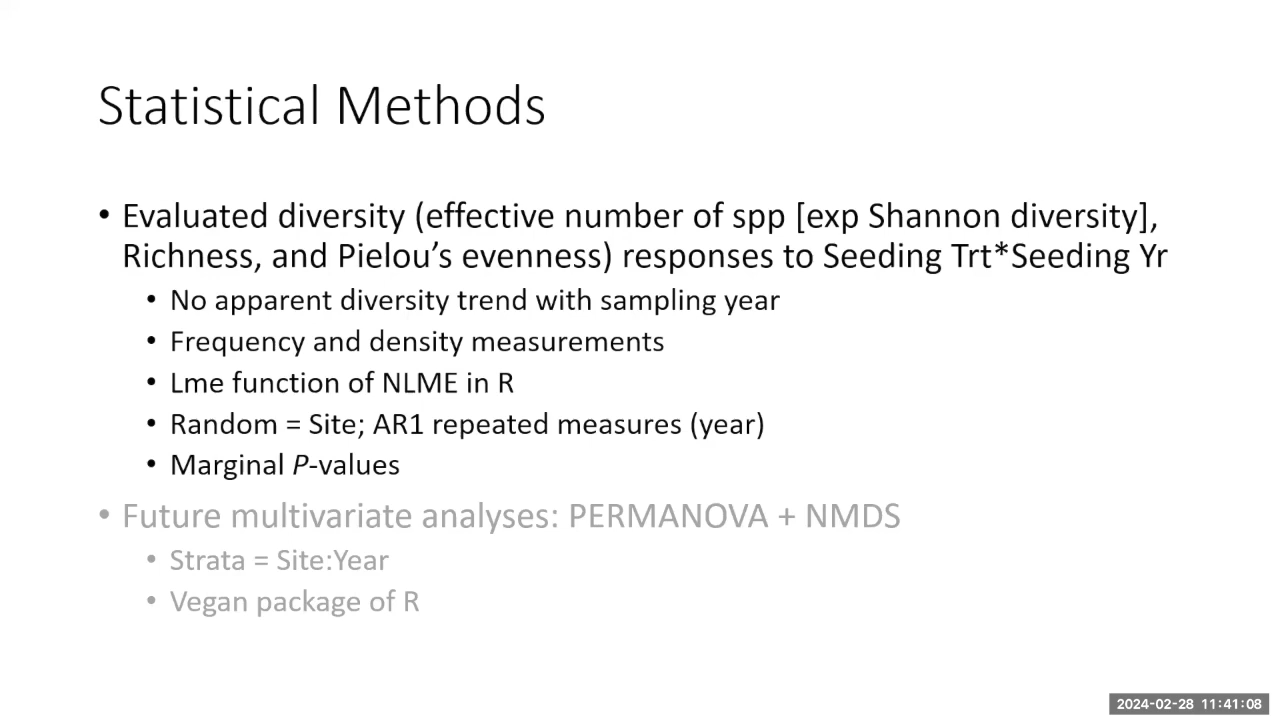 Statistical Methods
• Evaluated diversity (effective number of spp [exp Shannon diversity],
Richness, and Pielou’s evenness) responses to Seeding Trt*Seeding Yr
• No apparent diversity trend with sampling year
• Frequency and density measurements
• Lme function of NLME in R
• Random = Site; AR1 repeated measures (year)
• Marginal P-values
• Future multivariate analyses: PERMANOVA + NMDS
• Strata = Site:Year
• Vegan package of R
2024-02-28 11:41:08